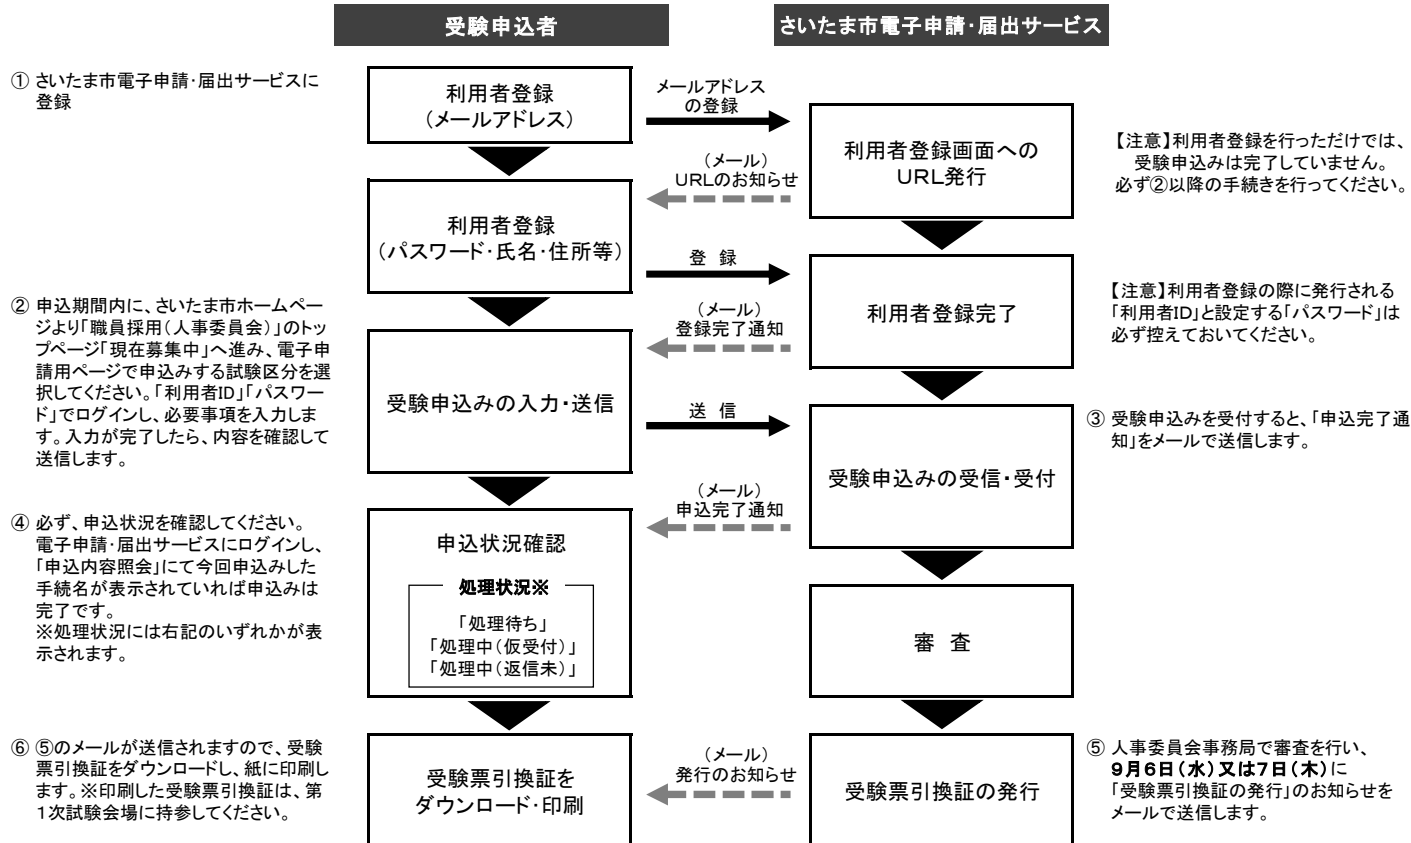 受験申込者
さいたま市電子申請・届出サービス
① さいたま市電子申請・届出サービスに
登録
利用者登録
（メールアドレス）
メールアドレス
の登録
利用者登録画面への
URL発行
【注意】利用者登録を行っただけでは、
受験申込みは完了していません。
必ず②以降の手続きを行ってください。
（メール）
URLのお知らせ
利用者登録
（パスワード・氏名・住所等）
登 録
② 申込期間内に、さいたま市ホームペー
ジより「職員採用（人事委員会）」のトッ
プページ「現在募集中」へ進み、電子申
請用ページで申込みする試験区分を選
択してください。「利用者ID」「パスワー
ド」でログインし、必要事項を入力しま
す。入力が完了したら、内容を確認して
送信します。
（メール）
登録完了通知
利用者登録完了
【注意】利用者登録の際に発行される
「利用者ID」と設定する「パスワード」は
必ず控えておいてください。
受験申込みの入力・送信
送 信
③ 受験申込みを受付すると、「申込完了通
知」をメールで送信します。
受験申込みの受信・受付
（メール）
申込完了通知
④ 必ず、申込状況を確認してください。
電子申請・届出サービスにログインし、
「申込内容照会」にて今回申込みした
手続名が表示されていれば申込みは
完了です。
※処理状況には右記のいずれかが表
示されます。
申込状況確認
処理状況※
「処理待ち」
「処理中（仮受付）」
「処理中（返信未）」
審 査
⑥ ⑤のメールが送信されますので、受験
票引換証をダウンロードし、紙に印刷し
ます。※印刷した受験票引換証は、第
１次試験会場に持参してください。
受験票引換証を
ダウンロード・印刷
（メール）
発行のお知らせ
受験票引換証の発行
⑤ 人事委員会事務局で審査を行い、
９月６日（水）又は７日（木）に
「受験票引換証の発行」のお知らせを
メールで送信します。